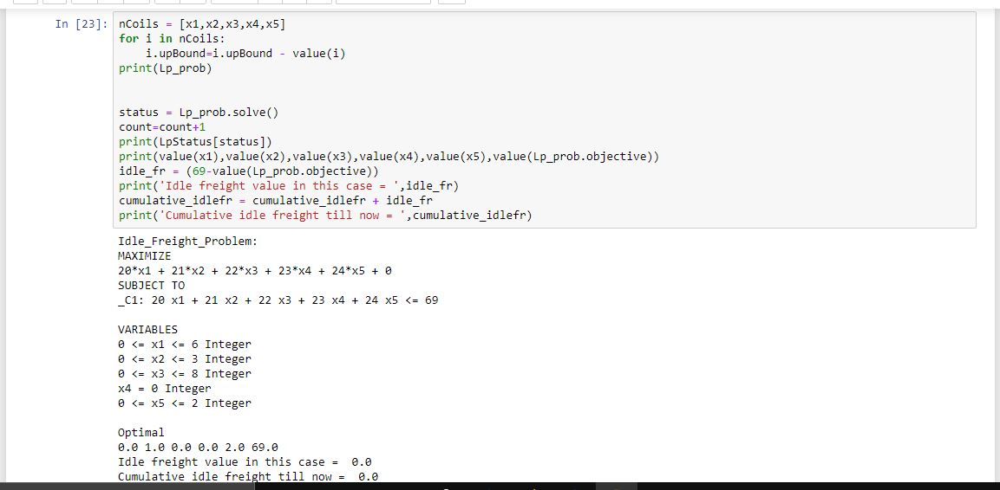 In [23]: nCoils = [x1,x2,x3,x4,x5]
for i in nCoils:
    i.upBound=i.upBound - value(i)
print(Lp_prob)
status = Lp_prob.solve()
count=count+1
print(LpStatus[status])
print(value(x1),value(x2),value(x3),value(x4),value(x5),value(Lp_prob.objective))
idle_fr = (69-value(Lp_prob.objective))
print('Idle freight value in this case = ',idle_fr)
cumulative_idlefr = cumulative_idlefr + idle_fr
print('Cumulative idle freight till now = ',cumulative_idlefr)
Idle_Freight_Problem:
MAXIMIZE
20*x1 + 21*x2 + 22*x3 + 23*x4 + 24*x5 + 0
SUBJECT TO
_C1: 20 x1 + 21 x2 + 22 x3 + 23 x4 + 24 x5 <= 69
VARIABLES
0 <= x1 <= 6 Integer
0 <= x2 <= 3 Integer
0 <= x3 <= 8 Integer
x4 = 0 Integer
0 <= x5 <= 2 Integer
Optimal
0.0 1.0 0.0 0.0 2.0 69.0
Idle freight value in this case =  0.0
Cumulative idle freight till now =  0.0